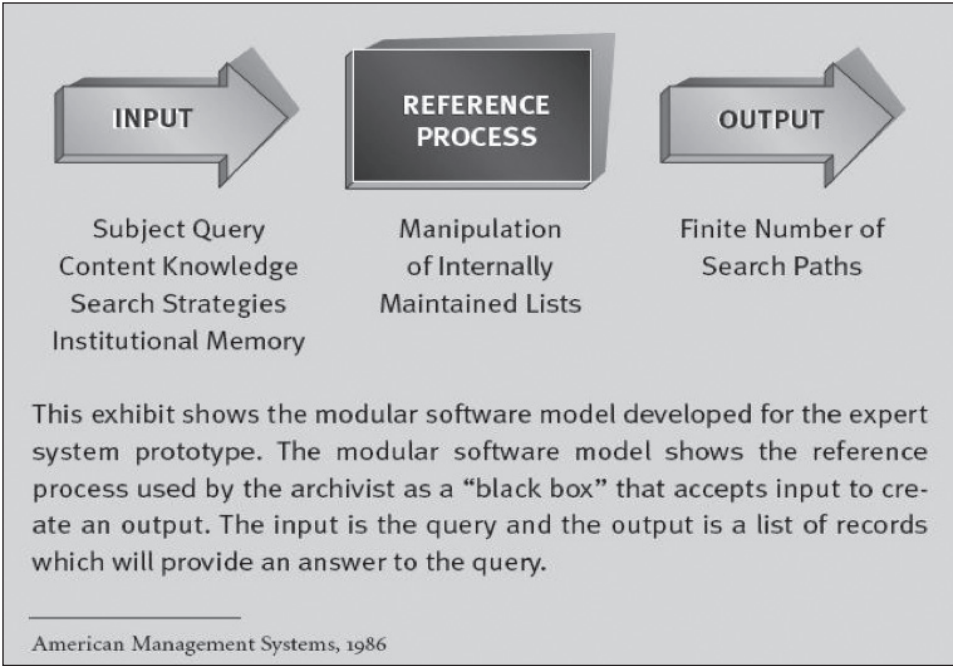 INPUT
REFERENCE
PROCESS
OUTPUT
Subject Query
Content Knowledge
Search Strategies
Institutional Memory
Manipulation
of Internally
Maintained Lists
Finite Number of
Search Paths
This exhibit shows the modular software model developed for the expert
system prototype. The modular software model shows the reference
process used by the archivist as a “black box” that accepts input to cre-
ate an output. The input is the query and the output is a list of records
which will provide an answer to the query.
American Management Systems, 1986